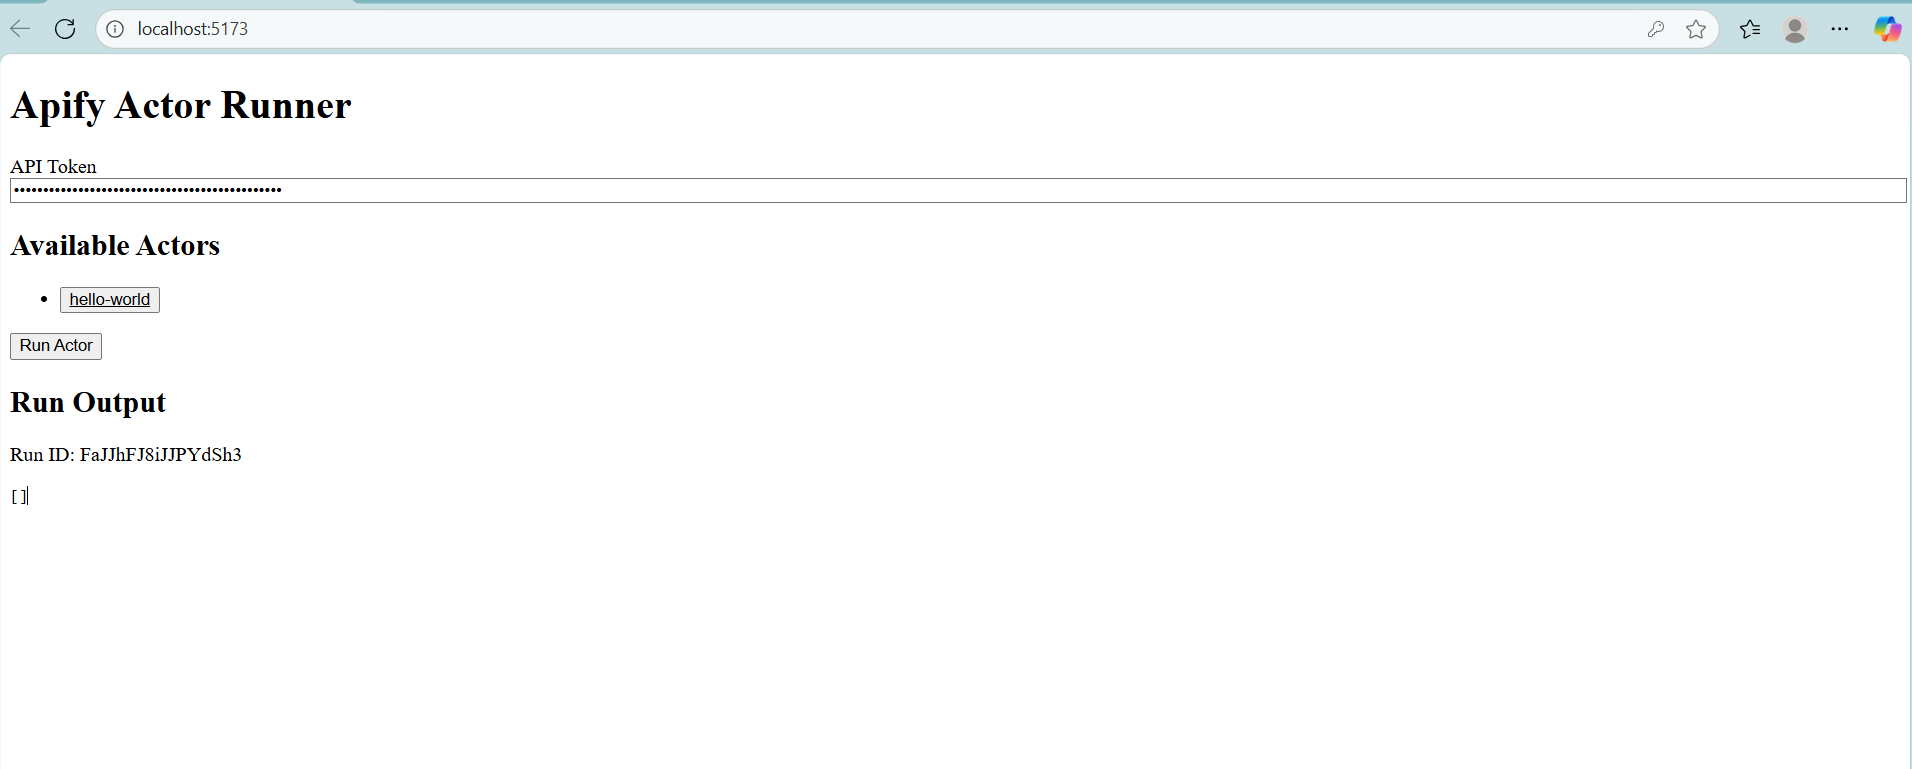 localhost:5173
Apify Actor Runner
API Token
••••••••••••••••••••••••••••••••••••••••••••••
Available Actors
• hello-world
Run Actor
Run Output
Run ID: FaJJhFJ8iJJPYdSh3
[]